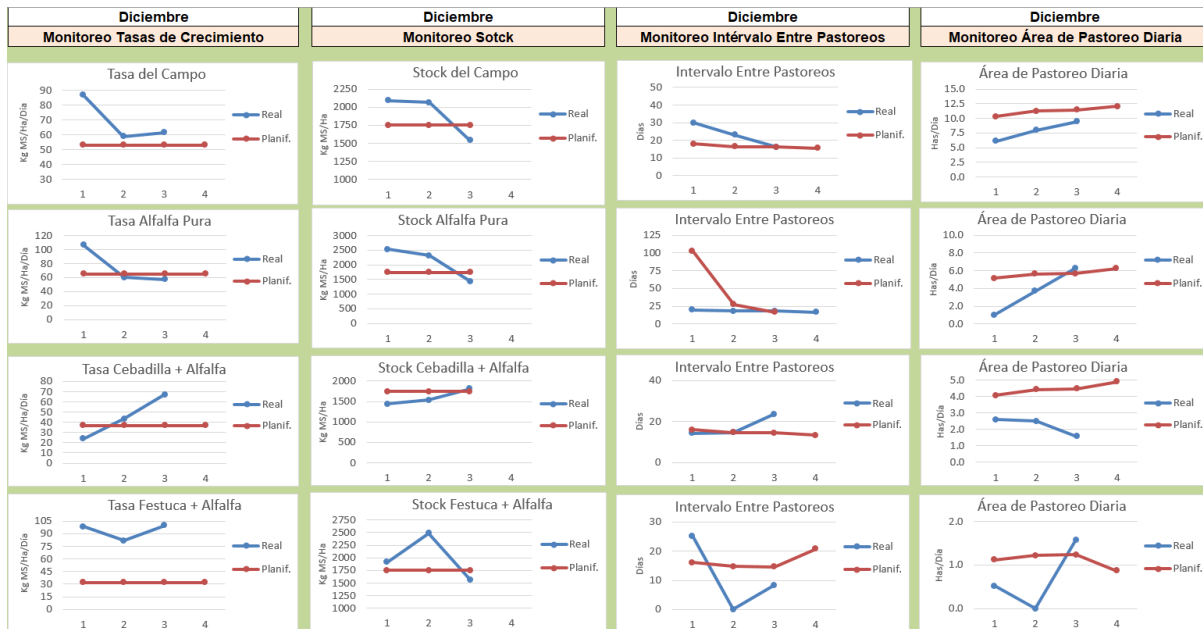 Diciembre
Monitoreo Tasas de Crecimiento
Diciembre
Monitoreo Sotck
Diciembre
Monitoreo Intérvalo Entre Pastoreos
Diciembre
Monitoreo Área de Pastoreo Diaria
Tasa del Campo
Kg MS/Ha/Día
90
80
70
60
50
40
30
1 2 3 4
Real
Planif.
Stock del Campo
Kg MS/Ha
2250
2000
1750
1500
1250
1000
1 2 3 4
Real
Planif.
Intervalo Entre Pastoreos
Días
50
40
30
20
10
0
1 2 3 4
Real
Planif.
Área de Pastoreo Diaria
Has/Día
15.0
12.5
10.0
7.5
5.0
2.5
0.0
1 2 3 4
Real
Planif.
Tasa Alfalfa Pura
Kg MS/Ha/Día
120
100
80
60
40
20
0
1 2 3 4
Real
Planif.
Stock Alfalfa Pura
Kg MS/Ha
3000
2500
2000
1500
1000
500
0
1 2 3 4
Real
Planif.
Intervalo Entre Pastoreos
Días
125
100
75
50
25
0
1 2 3 4
Real
Planif.
Área de Pastoreo Diaria
Has/Día
10.0
8.0
6.0
4.0
2.0
0.0
1 2 3 4
Real
Planif.
Tasa Cebadilla + Alfalfa
Kg MS/Ha/Día
80
70
60
50
40
30
20
10
0
1 2 3 4
Real
Planif.
Stock Cebadilla + Alfalfa
Kg MS/Ha
2000
1500
1000
500
0
1 2 3 4
Real
Planif.
Intervalo Entre Pastoreos
Días
40
20
0
1 2 3 4
Real
Planif.
Área de Pastoreo Diaria
Has/Día
5.0
4.0
3.0
2.0
1.0
0.0
1 2 3 4
Real
Planif.
Tasa Festuca + Alfalfa
Kg MS/Ha/Día
105
90
75
60
45
30
15
0
1 2 3 4
Real
Planif.
Stock Festuca + Alfalfa
Kg MS/Ha
2750
2500
2250
2000
1750
1500
1250
1000
1 2 3 4
Real
Planif.
Intervalo Entre Pastoreos
Días
30
20
10
0
1 2 3 4
Real
Planif.
Área de Pastoreo Diaria
Has/Día
2.0
1.0
0.0
1 2 3 4
Real
Planif.